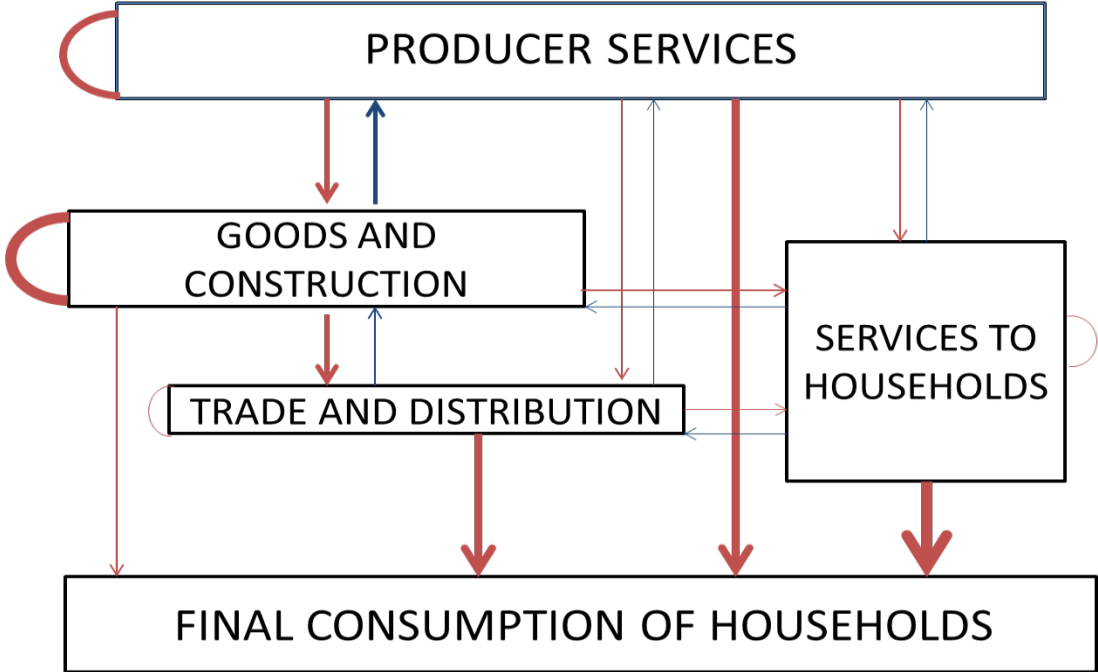 PRODUCER SERVICES
GOODS AND
CONSTRUCTION
SERVICES TO
HOUSEHOLDS
TRADE AND DISTRIBUTION
FINAL CONSUMPTION OF HOUSEHOLDS